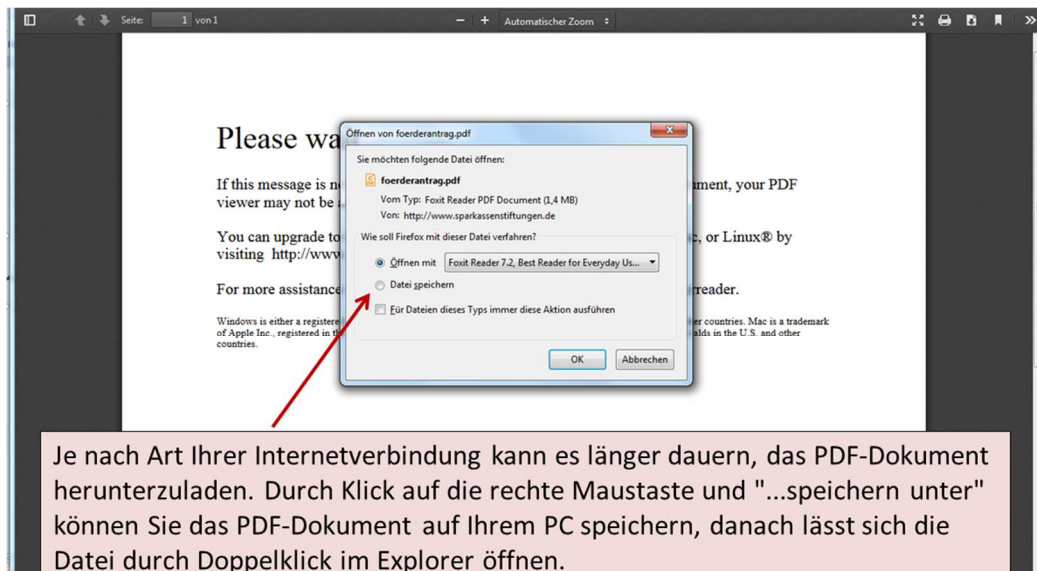 Seite: 1 von 1 − + Automatischer Zoom
Please wa
If this message is n
ment, your PDF
viewer may not be
You can upgrade to
, or Linux® by
visiting http://www
For more assistance
reader.
Windows is either a registere
er countries. Mac is a trademark
of Apple Inc., registered in th
alds in the U.S. and other
countries.
Öffnen von foerderantrag.pdf
Sie möchten folgende Datei öffnen:
foerderantrag.pdf
Vom Typ: Foxit Reader PDF Document (1,4 MB)
Von: http://www.sparkassenstiftungen.de
Wie soll Firefox mit dieser Datei verfahren?
Öffnen mit Foxit Reader 7.2, Best Reader for Everyday Us...
Datei speichern
Für Dateien dieses Typs immer diese Aktion ausführen
OK Abbrechen
Je nach Art Ihrer Internetverbindung kann es länger dauern, das PDF-Dokument
herunterzuladen. Durch Klick auf die rechte Maustaste und "...speichern unter"
können Sie das PDF-Dokument auf Ihrem PC speichern, danach lässt sich die
Datei durch Doppelklick im Explorer öffnen.